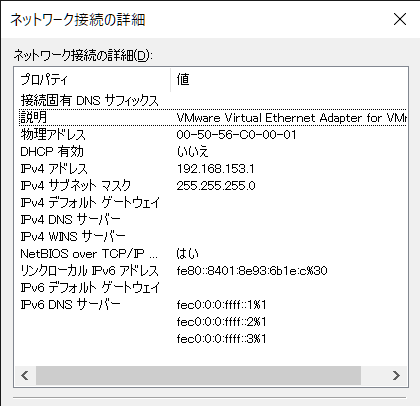 ネットワーク接続の詳細
ネットワーク接続の詳細(D):
プロパティ 値
接続固有 DNS サフィックス
説明 VMware Virtual Ethernet Adapter for VMn
物理アドレス 00-50-56-C0-00-01
DHCP 有効 いいえ
IPv4 アドレス 192.168.153.1
IPv4 サブネット マスク 255.255.255.0
IPv4 デフォルト ゲートウェイ
IPv4 DNS サーバー
IPv4 WINS サーバー
NetBIOS over TCP/IP ... はい
リンクローカル IPv6 アドレス fe80::8401:8e93:6b1e:c%30
IPv6 デフォルト ゲートウェイ
IPv6 DNS サーバー fec0:0:0:ffff::1%1
fec0:0:0:ffff::2%1
fec0:0:0:ffff::3%1